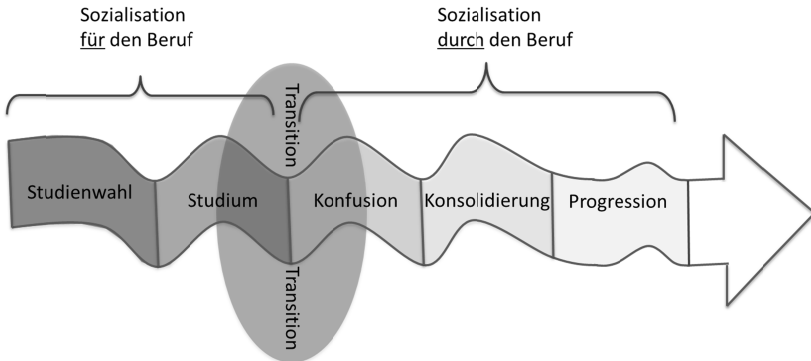 Sozialisation
für den Beruf
Sozialisation
durch den Beruf
Transition
Studienwahl
Studium
Konfusion
Konsolidierung
Progression
Transition